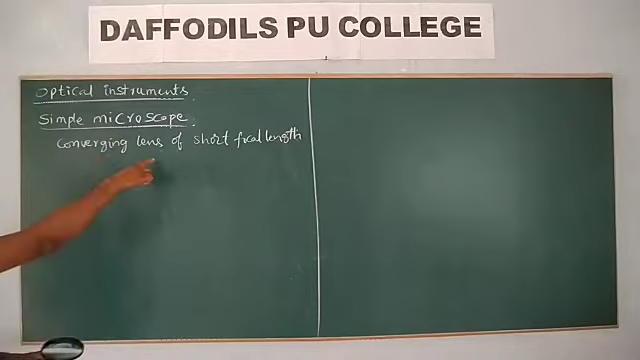 DAFFODILS PU COLLEGE
Optical instruments.
Simple microscope.
Converging lens of short focal length